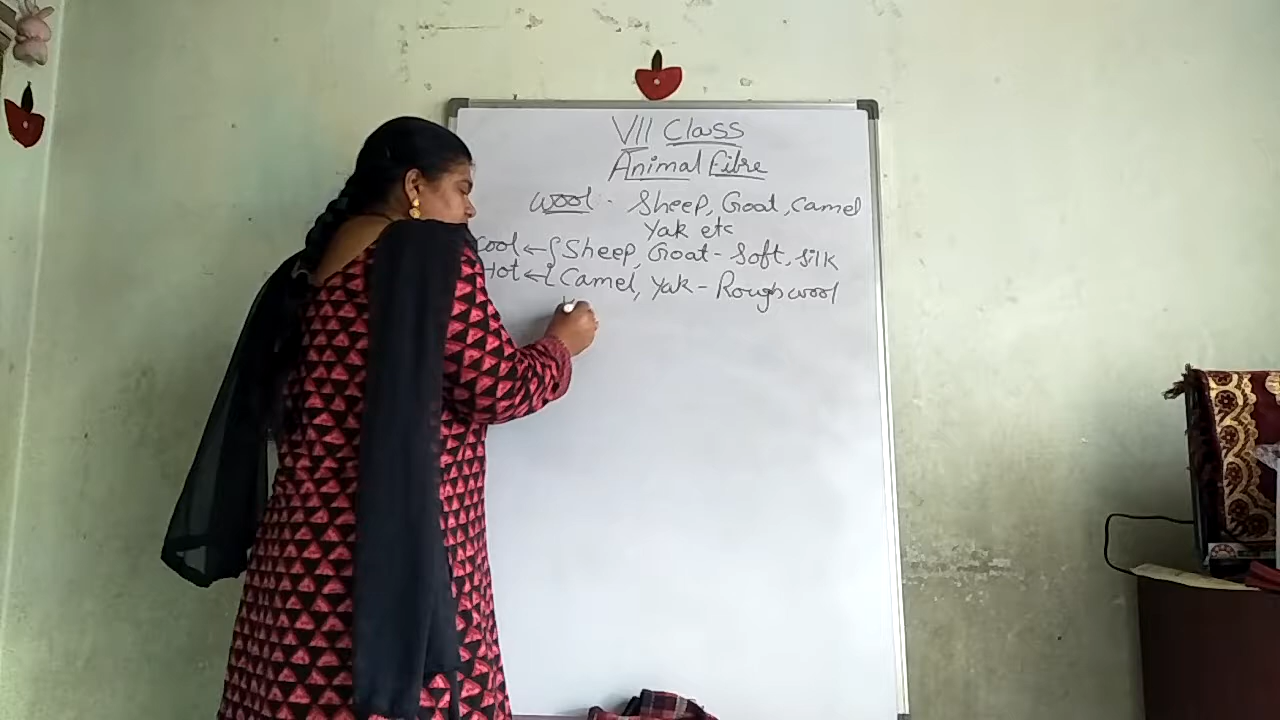 VII Class
Animal Fibre
Wool - Sheep, Goat, Camel
Yak etc
Cool ← { Sheep, Goat - Soft, Silk
Hot ← { Camel, Yak - Rough wool